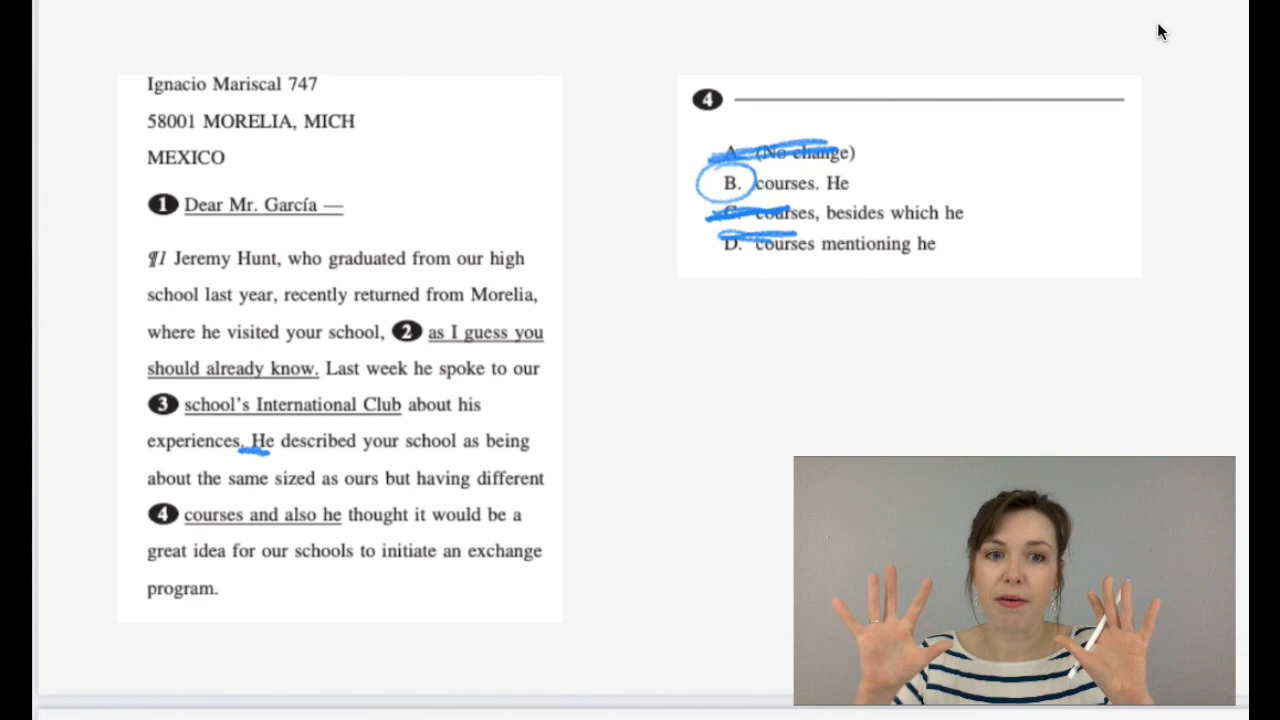 Ignacio Mariscal 747
58001 MORELIA, MICH
MEXICO
1 Dear Mr. García —
¶1 Jeremy Hunt, who graduated from our high
school last year, recently returned from Morelia,
where he visited your school, 2 as I guess you
should already know. Last week he spoke to our
3 school's International Club about his
experiences. He described your school as being
about the same sized as ours but having different
4 courses and also he thought it would be a
great idea for our schools to initiate an exchange
program.
4
A. (No change)
B. courses. He
C. courses, besides which he
D. courses mentioning he